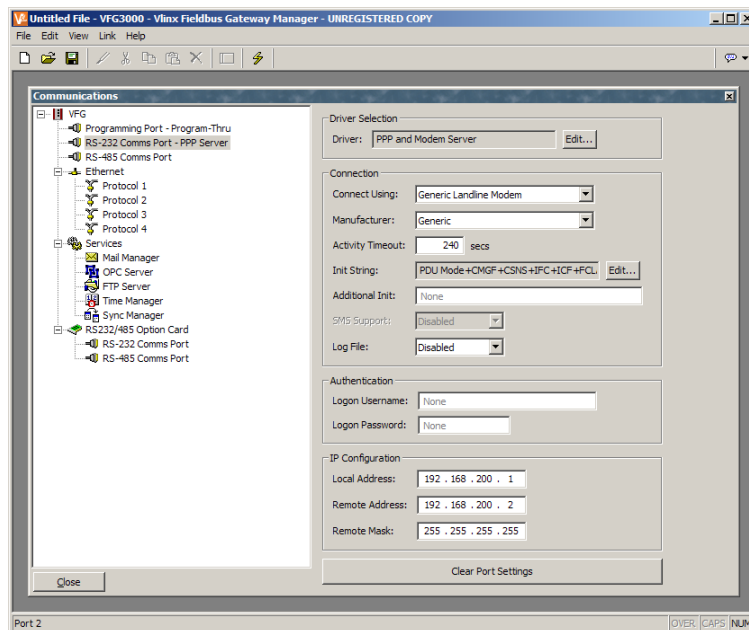 Untitled File - VFG3000 - Vlinx Fieldbus Gateway Manager - UNREGISTERED COPY
File Edit View Link Help
Communications
VFG
Programming Port - Program-Thru
RS-232 Comms Port - PPP Server
RS-485 Comms Port
Ethernet
Protocol 1
Protocol 2
Protocol 3
Protocol 4
Services
Mail Manager
OPC Server
FTP Server
Time Manager
Sync Manager
RS232/485 Option Card
RS-232 Comms Port
RS-485 Comms Port
Close
Driver Selection
Driver: PPP and Modem Server Edit...
Connection
Connect Using: Generic Landline Modem
Manufacturer: Generic
Activity Timeout: 240 secs
Init String: PDU Mode+CMGF+CSNS+IFC+ICF+FCL. Edit...
Additional Init: None
SMS Support: Disabled
Log File: Disabled
Authentication
Logon Username: None
Logon Password: None
IP Configuration
Local Address: 192 . 168 . 200 . 1
Remote Address: 192 . 168 . 200 . 2
Remote Mask: 255 . 255 . 255 . 255
Clear Port Settings
Port 2 OVER CAPS NUM